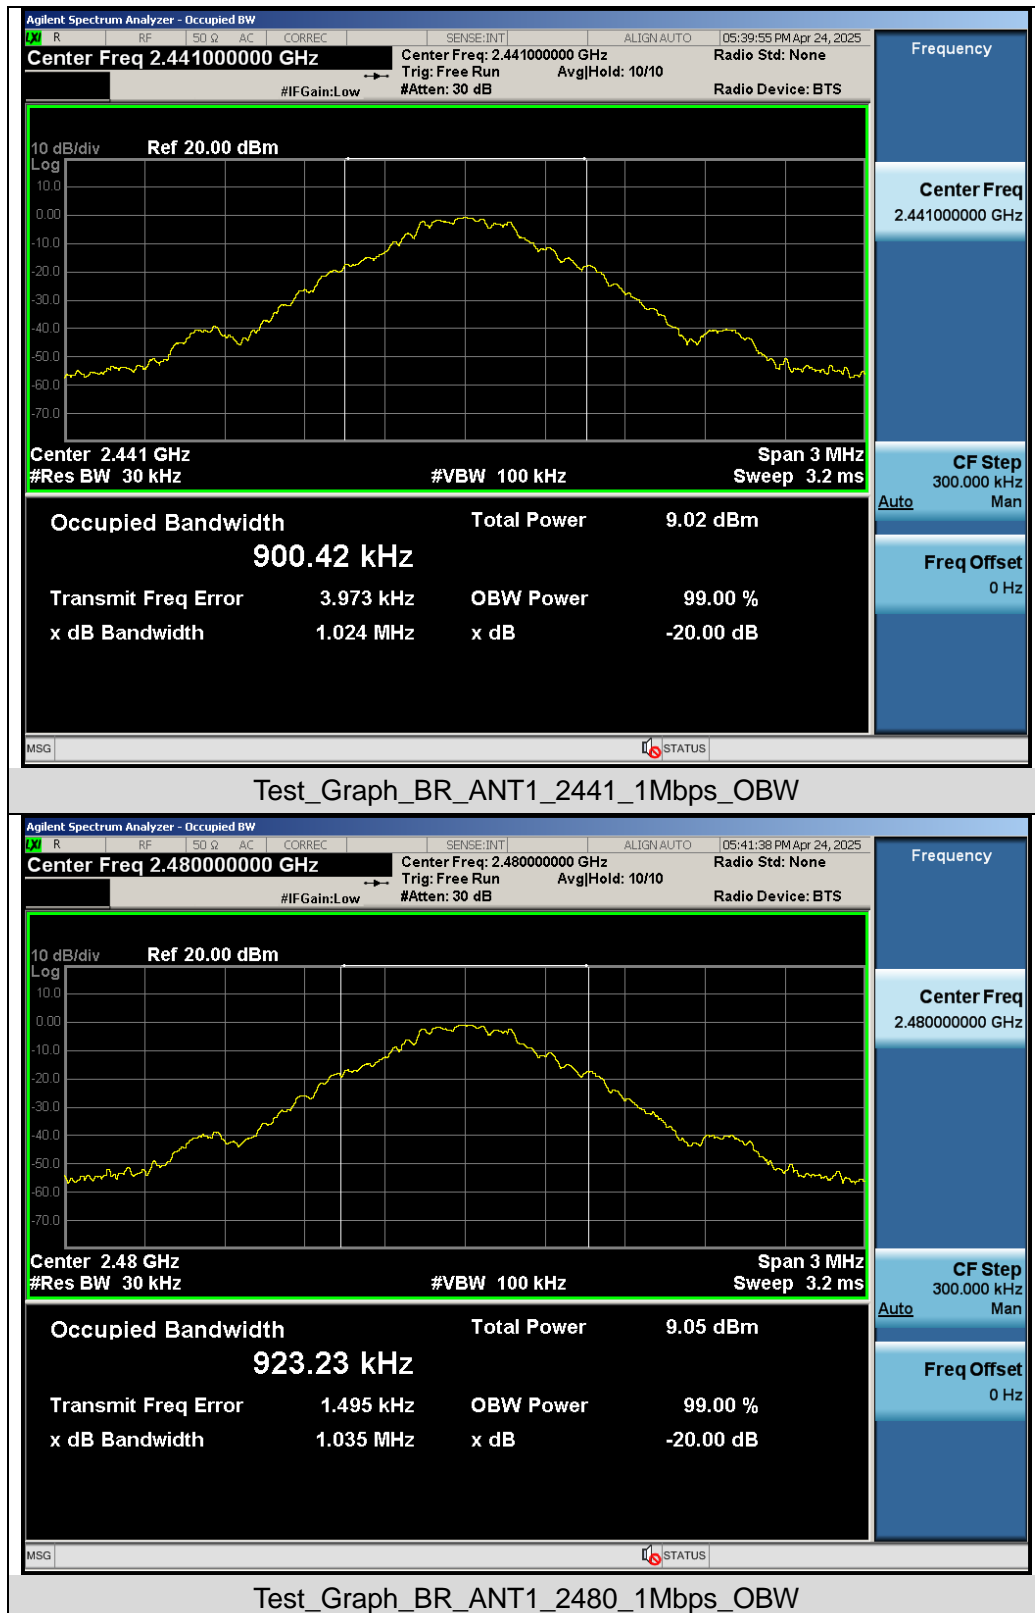 Agilent Spectrum Analyzer - Occupied BW
LXI R RF 50 Ω AC CORREC SENSE:INT ALIGN AUTO 05:39:55 PM Apr 24, 2025
Center Freq 2.441000000 GHz Center Freq: 2.441000000 GHz Radio Std: None
Trig: Free Run Avg|Hold: 10/10
#IFGain:Low #Atten: 30 dB Radio Device: BTS
Frequency
10 dB/div Ref 20.00 dBm
Log
10.0
0.00
-10.0
-20.0
-30.0
-40.0
-50.0
-60.0
-70.0
Center 2.441 GHz Span 3 MHz
#Res BW 30 kHz #VBW 100 kHz Sweep 3.2 ms
Center Freq
2.441000000 GHz
CF Step
300.000 kHz
Auto Man
Freq Offset
0 Hz
Occupied Bandwidth Total Power 9.02 dBm
900.42 kHz
Transmit Freq Error 3.973 kHz OBW Power 99.00 %
x dB Bandwidth 1.024 MHz x dB -20.00 dB
MSG STATUS
Test_Graph_BR_ANT1_2441_1Mbps_OBW
Agilent Spectrum Analyzer - Occupied BW
LXI R RF 50 Ω AC CORREC SENSE:INT ALIGN AUTO 05:41:38 PM Apr 24, 2025
Center Freq 2.480000000 GHz Center Freq: 2.480000000 GHz Radio Std: None
Trig: Free Run Avg|Hold: 10/10
#IFGain:Low #Atten: 30 dB Radio Device: BTS
Frequency
10 dB/div Ref 20.00 dBm
Log
10.0
0.00
-10.0
-20.0
-30.0
-40.0
-50.0
-60.0
-70.0
Center 2.48 GHz Span 3 MHz
#Res BW 30 kHz #VBW 100 kHz Sweep 3.2 ms
Center Freq
2.480000000 GHz
CF Step
300.000 kHz
Auto Man
Freq Offset
0 Hz
Occupied Bandwidth Total Power 9.05 dBm
923.23 kHz
Transmit Freq Error 1.495 kHz OBW Power 99.00 %
x dB Bandwidth 1.035 MHz x dB -20.00 dB
MSG STATUS
Test_Graph_BR_ANT1_2480_1Mbps_OBW